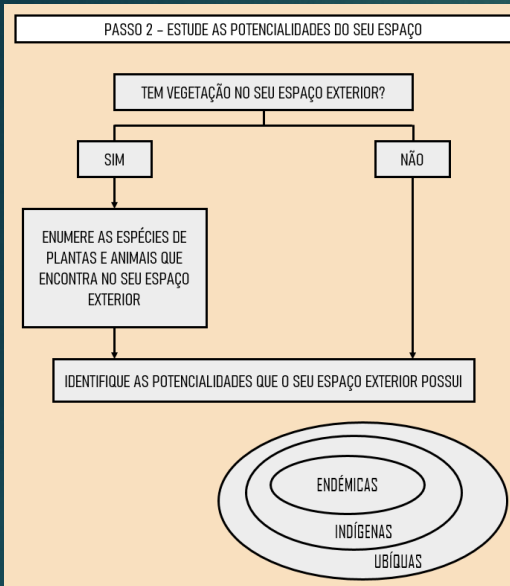 PASSO 2 – ESTUDE AS POTENCIALIDADES DO SEU ESPAÇO
TEM VEGETAÇÃO NO SEU ESPAÇO EXTERIOR?
SIM
NÃO
ENUMERE AS ESPÉCIES DE
PLANTAS E ANIMAIS QUE
ENCONTRA NO SEU ESPAÇO
EXTERIOR
IDENTIFIQUE AS POTENCIALIDADES QUE O SEU ESPAÇO EXTERIOR POSSUI
ENDÉMICAS
INDÍGENAS
UBÍQUAS